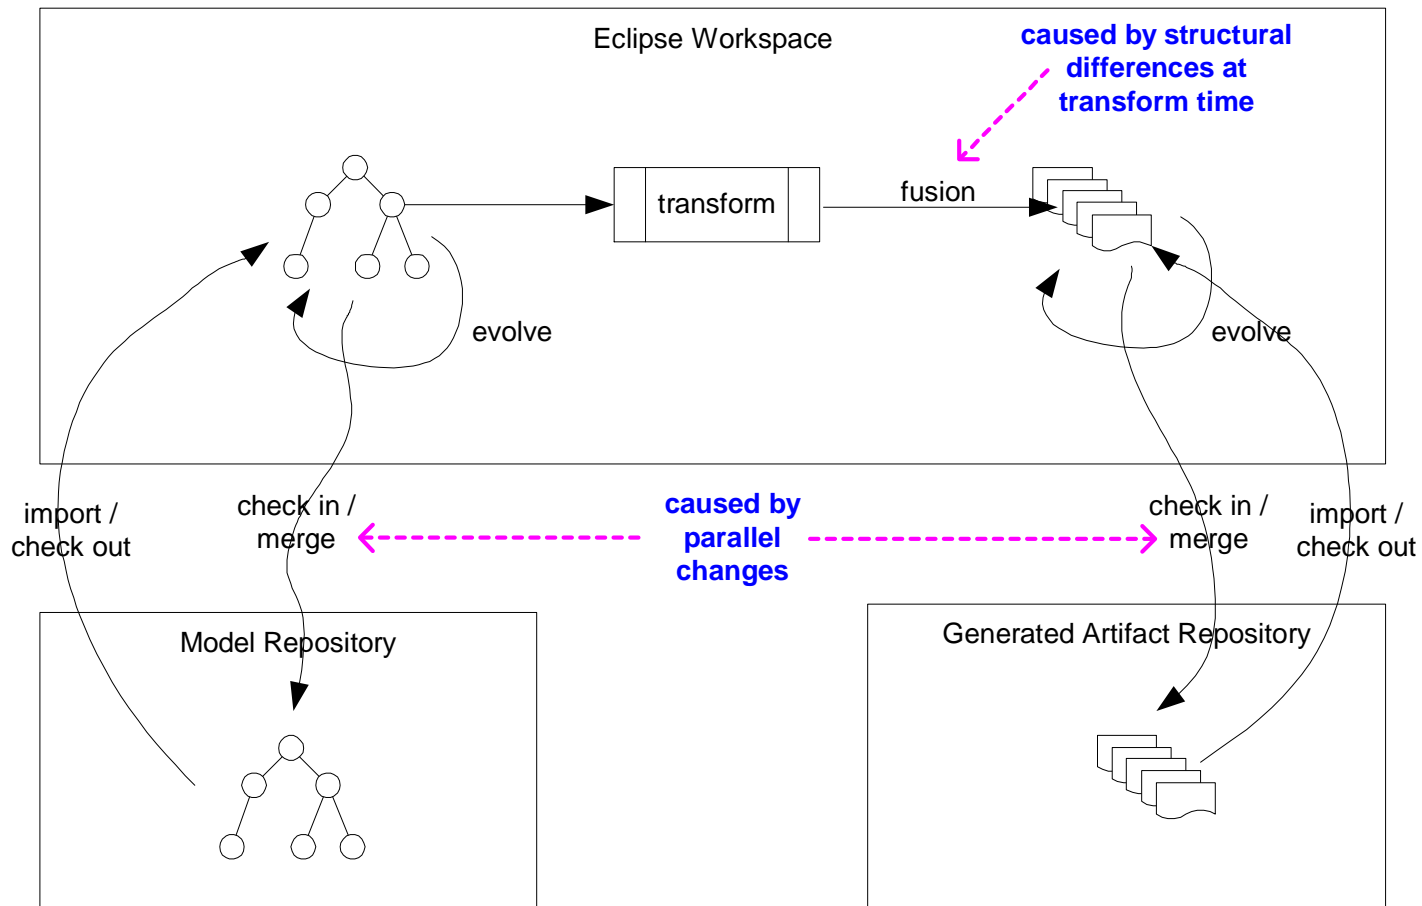 Eclipse Workspace
caused by structural
differences at
transform time
transform
fusion
evolve
evolve
import /
check out
check in /
merge
caused by
parallel
changes
check in /
merge
import /
check out
Model Repository
Generated Artifact Repository